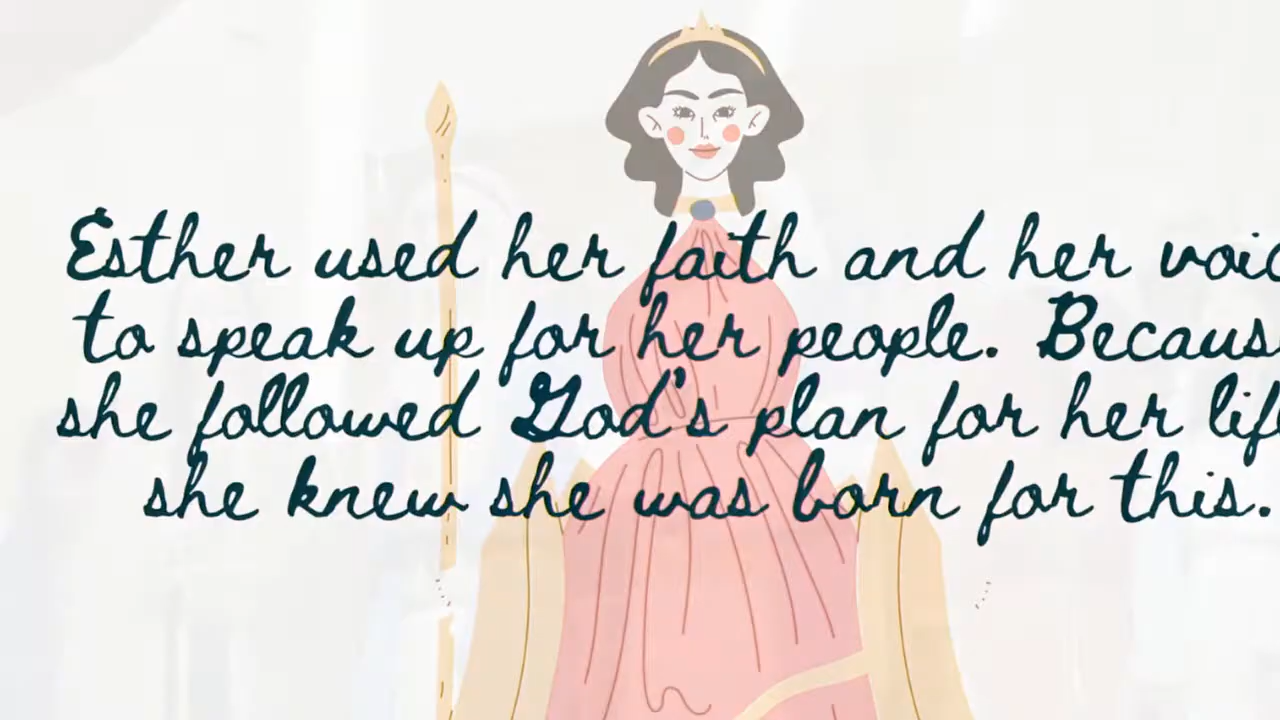 Esther used her faith and her voic
to speak up for her people. Becaus
she followed God's plan for her life
she knew she was born for this.